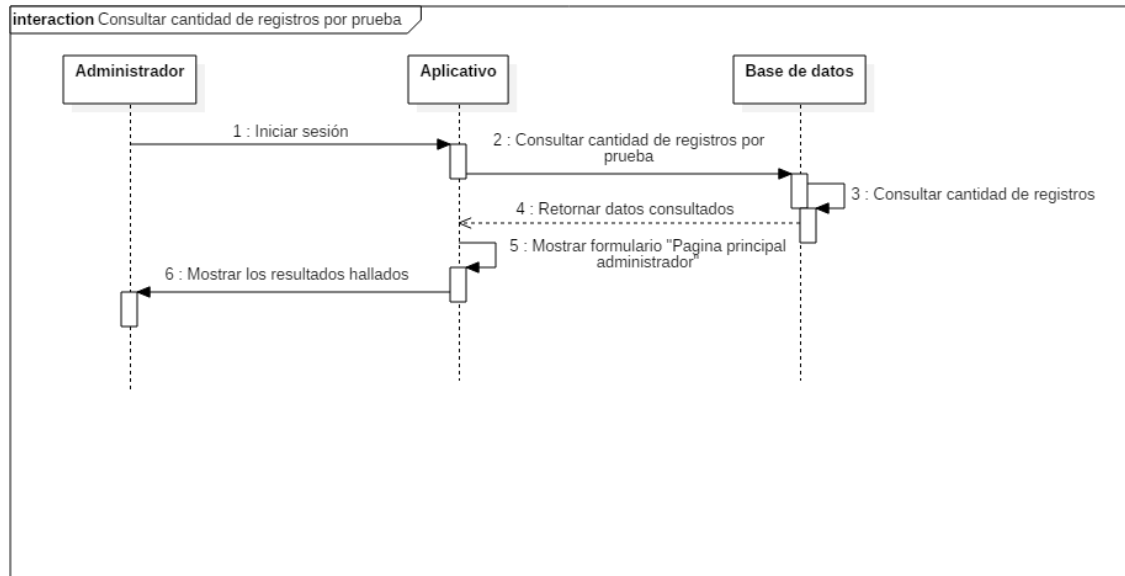 interaction Consultar cantidad de registros por prueba
Administrador
Aplicativo
Base de datos
1 : Iniciar sesión
2 : Consultar cantidad de registros por
prueba
3 : Consultar cantidad de registros
4 : Retornar datos consultados
5 : Mostrar formulario "Pagina principal
administrador"
6 : Mostrar los resultados hallados